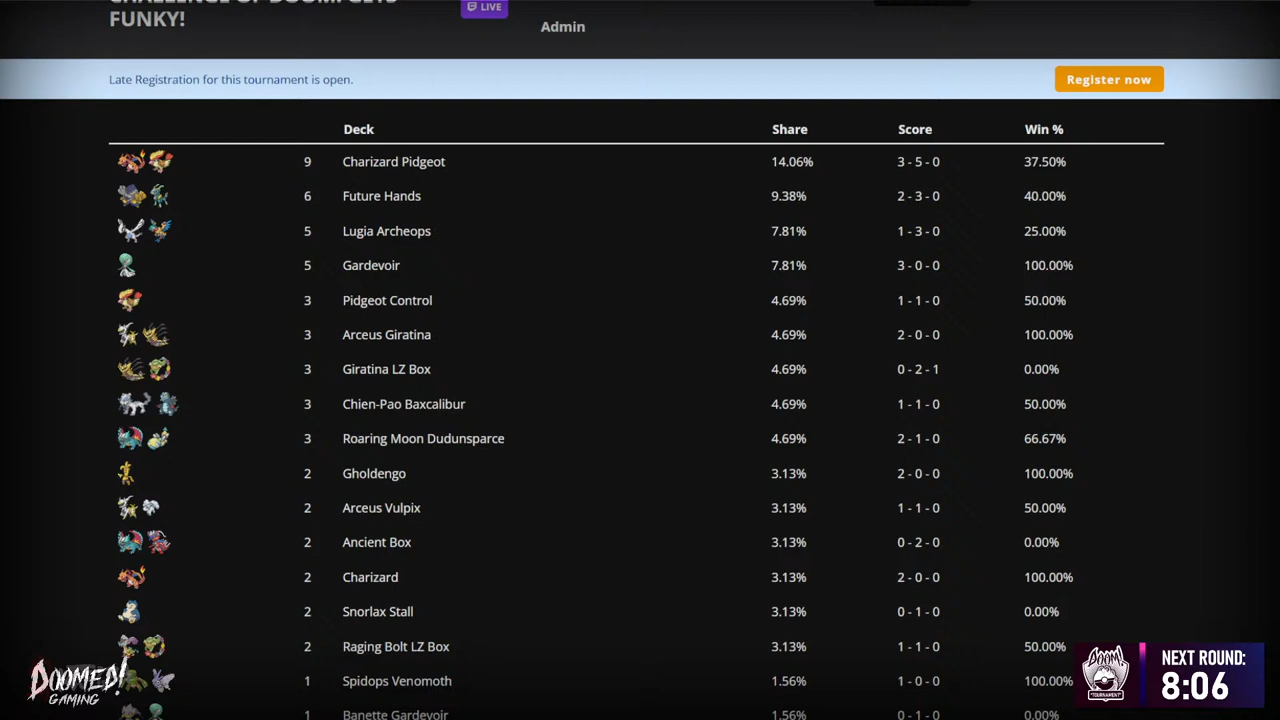 FUNKY!
LIVE
Admin
Late Registration for this tournament is open.
Register now
Deck Share Score Win %
9 Charizard Pidgeot 14.06% 3 - 5 - 0 37.50%
6 Future Hands 9.38% 2 - 3 - 0 40.00%
5 Lugia Archeops 7.81% 1 - 3 - 0 25.00%
5 Gardevoir 7.81% 3 - 0 - 0 100.00%
3 Pidgeot Control 4.69% 1 - 1 - 0 50.00%
3 Arceus Giratina 4.69% 2 - 0 - 0 100.00%
3 Giratina LZ Box 4.69% 0 - 2 - 1 0.00%
3 Chien-Pao Baxcalibur 4.69% 1 - 1 - 0 50.00%
3 Roaring Moon Dudunsparce 4.69% 2 - 1 - 0 66.67%
2 Gholdengo 3.13% 2 - 0 - 0 100.00%
2 Arceus Vulpix 3.13% 1 - 1 - 0 50.00%
2 Ancient Box 3.13% 0 - 2 - 0 0.00%
2 Charizard 3.13% 2 - 0 - 0 100.00%
2 Snorlax Stall 3.13% 0 - 1 - 0 0.00%
2 Raging Bolt LZ Box 3.13% 1 - 1 - 0 50.00%
1 Spidops Venomoth 1.56% 1 - 0 - 0 100.00%
1 Banette Gardevoir 1.56% 0 - 1 - 0 0.00%
DOOMED!
GAMING
DOOM
TOURNAMENT
NEXT ROUND:
8:06